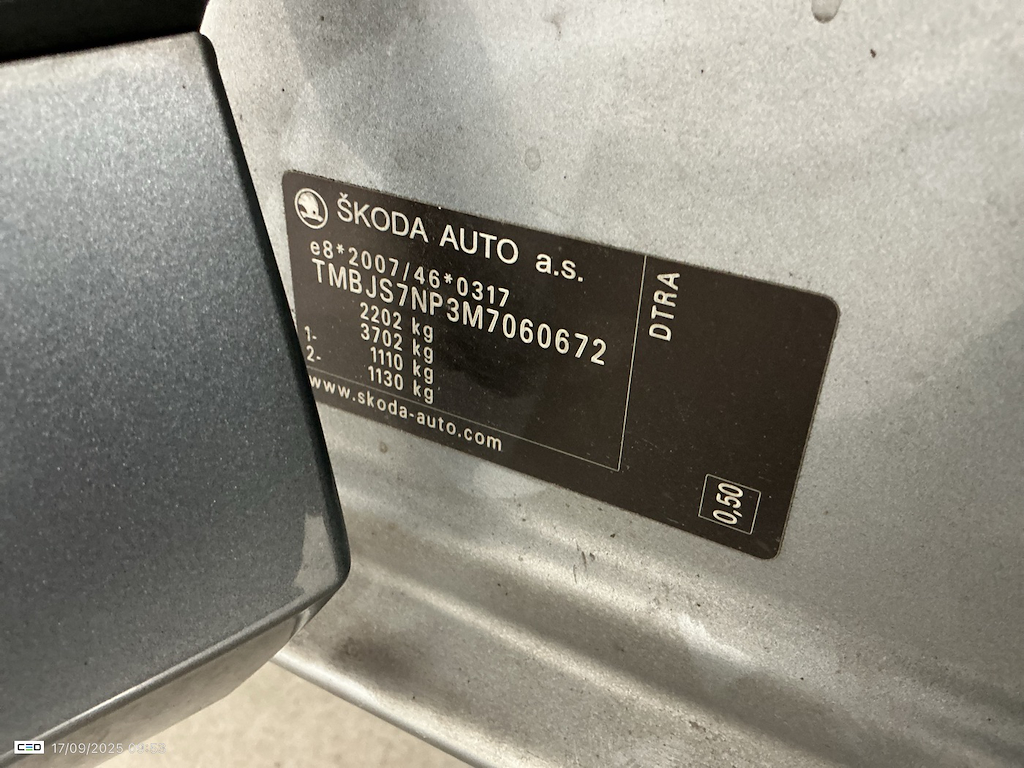 ŠKODA AUTO a.s.
e8*2007/46*0317
TMBJS7NP3M7060672
2202 kg
3702 kg
1- 1110 kg
2- 1130 kg
www.skoda-auto.com
DTRA
0,50
CEO 17/09/2025